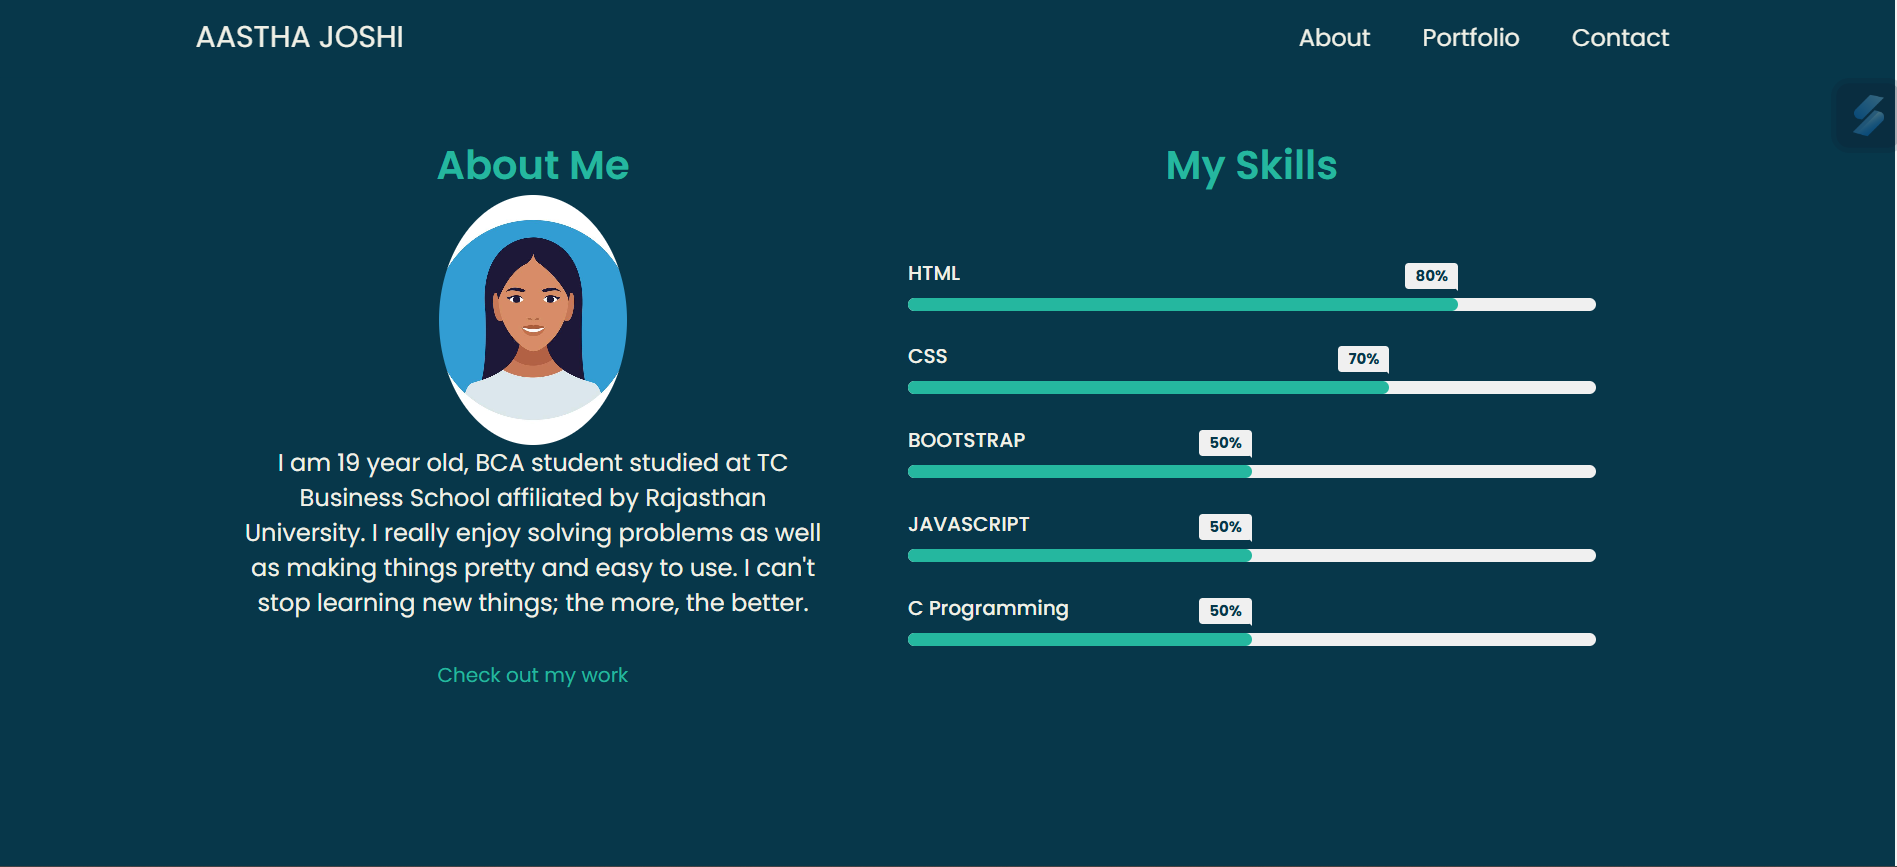 AASTHA JOSHI
About
Portfolio
Contact
About Me
I am 19 year old, BCA student studied at TC
Business School affiliated by Rajasthan
University. I really enjoy solving problems as well
as making things pretty and easy to use. I can't
stop learning new things; the more, the better.
Check out my work
My Skills
HTML
80%
CSS
70%
BOOTSTRAP
50%
JAVASCRIPT
50%
C Programming
50%